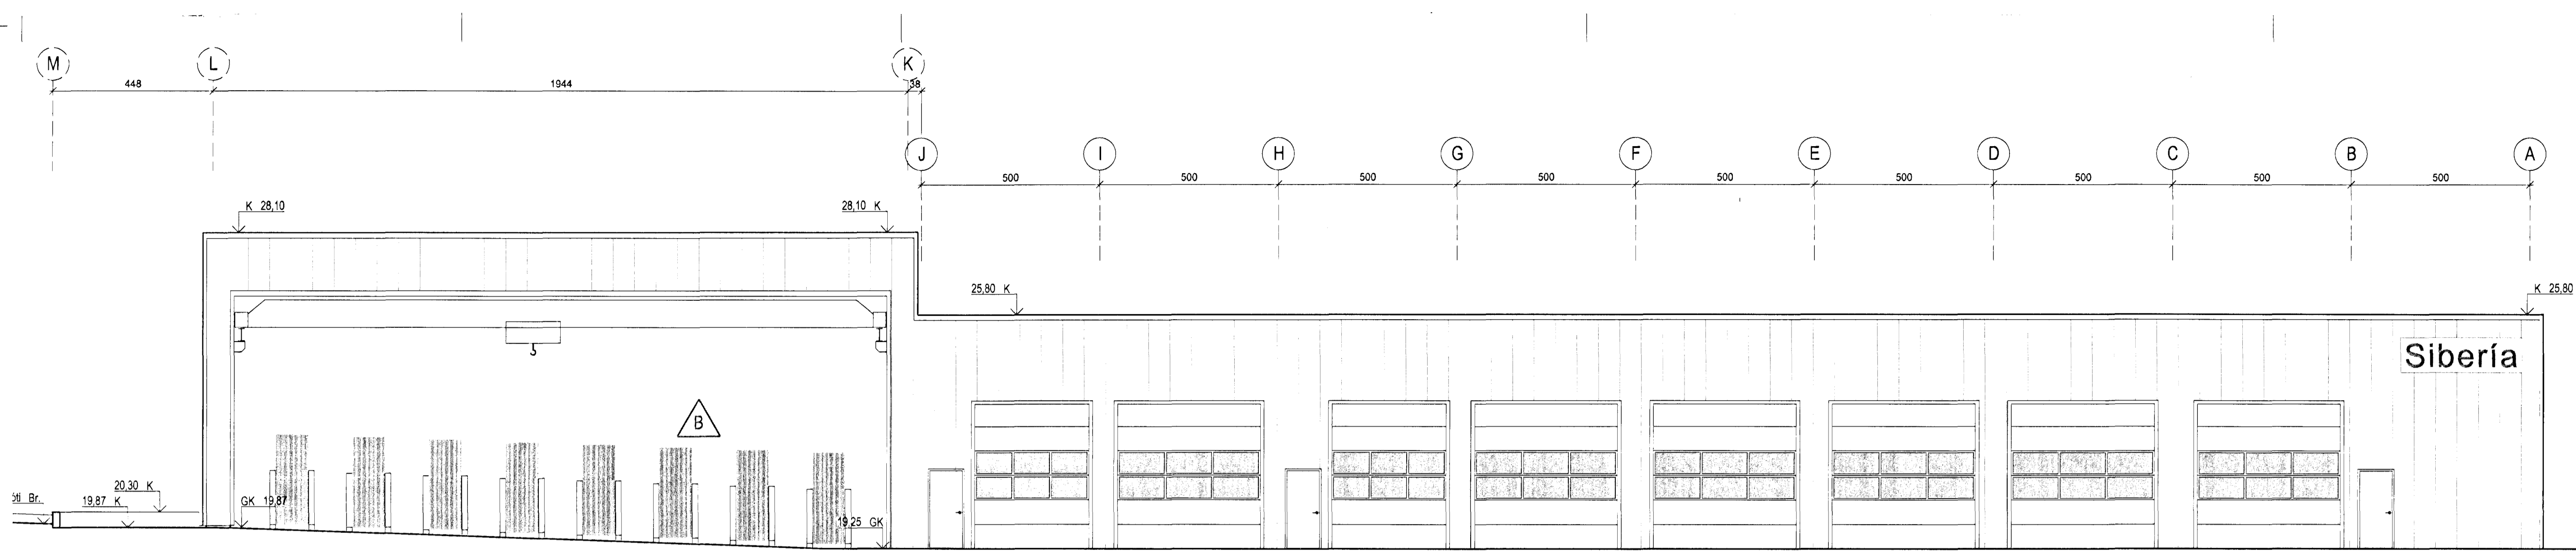 M L K
448 1944 38
J I H G F E D C B A
500 500 500 500 500 500 500 500 500
K 28,10 28,10 K
25,80 K K 25,80
Sibería
B
20,30 K
Br.
19,87 K GK 19,87
19,25 GK